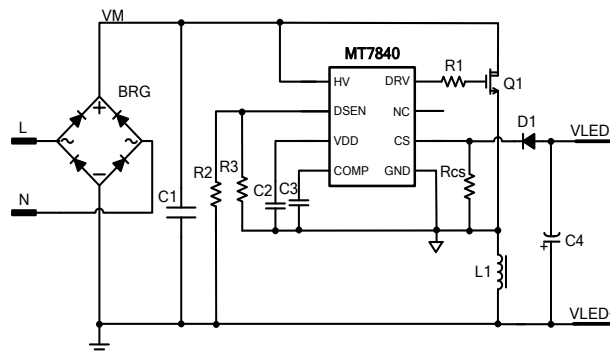 VM
MT7840
BRG
HV
DRV
R1
Q1
DSEN
NC
L
VDD
CS
D1
VLED-
COMP
GND
R2
R3
Rcs
N
C1
C2
C3
C4
+
L1
VLED+